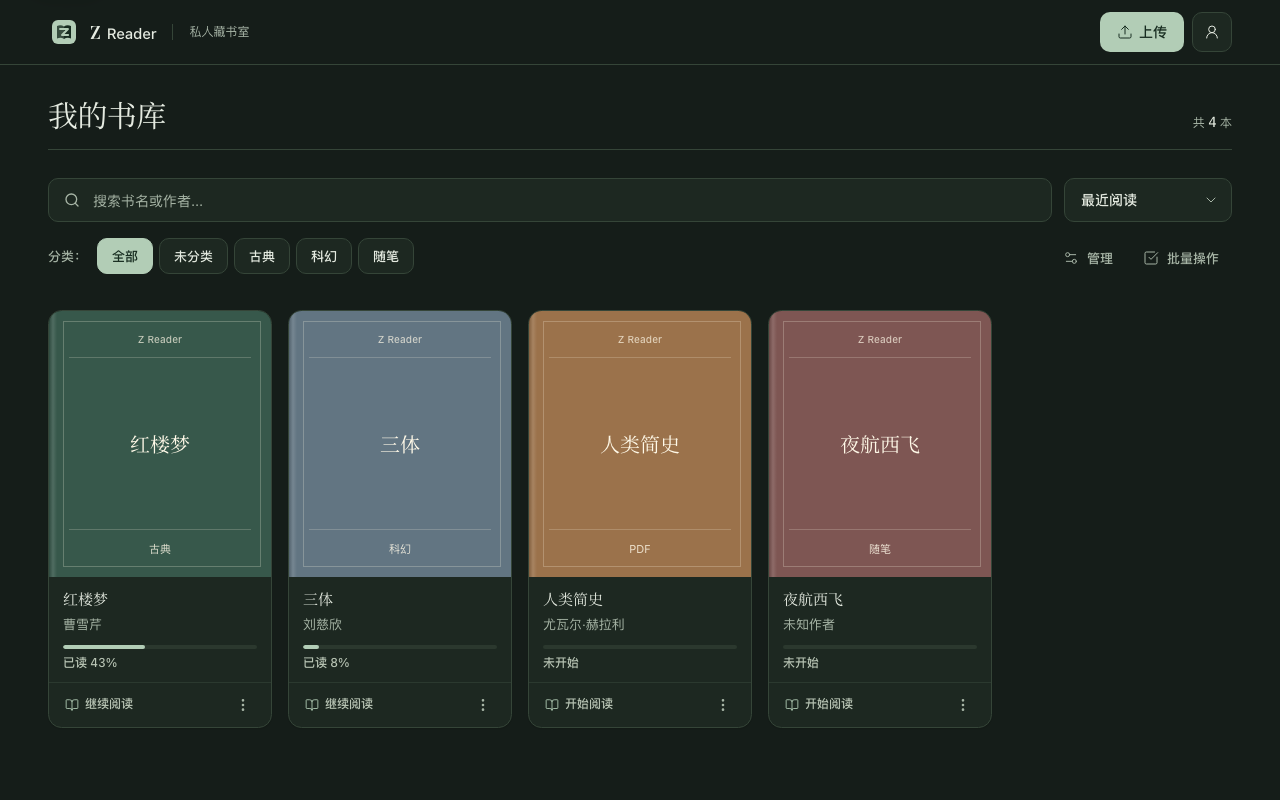 Z Reader
私人藏书室
上传
我的书库
共 4 本
搜索书名或作者...
最近阅读
分类：
全部
未分类
古典
科幻
随笔
管理
批量操作
Z Reader
红楼梦
古典
红楼梦
曹雪芹
已读 43%
继续阅读
Z Reader
三体
科幻
三体
刘慈欣
已读 8%
继续阅读
Z Reader
人类简史
PDF
人类简史
尤瓦尔·赫拉利
未开始
开始阅读
Z Reader
夜航西飞
随笔
夜航西飞
未知作者
未开始
开始阅读